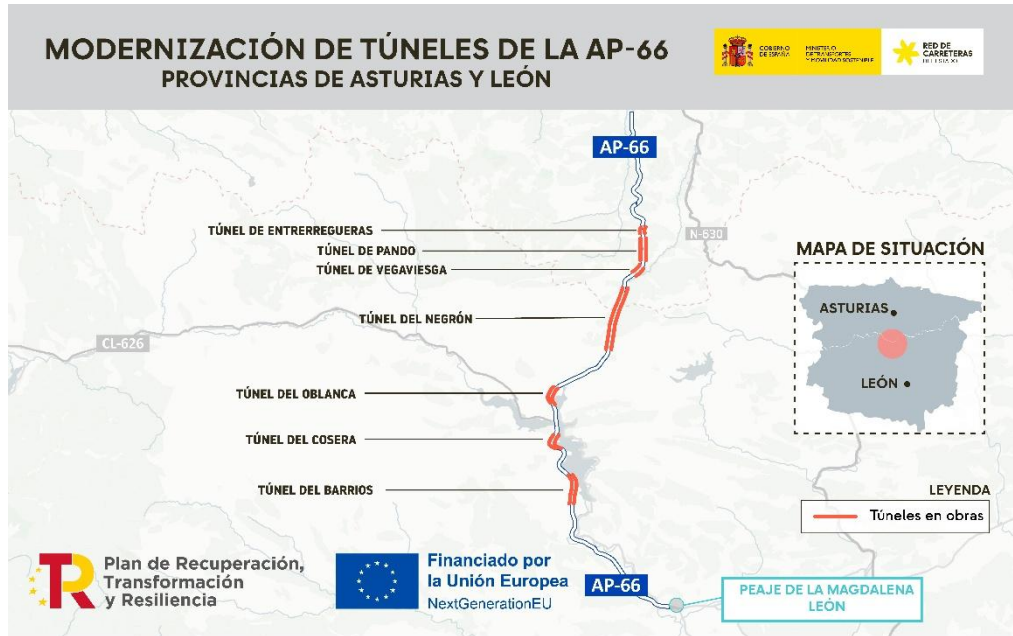 MODERNIZACIÓN DE TÚNELES DE LA AP-66
PROVINCIAS DE ASTURIAS Y LEÓN
GOBIERNO
DE ESPAÑA
MINISTERIO
DE TRANSPORTES
Y MOVILIDAD SOSTENIBLE
RED DE
CARRETERAS
DEL ESTADO
AP-66
TÚNEL DE ENTRERREGUERAS
TÚNEL DE PANDO
TÚNEL DE VEGAVIESGA
N-630
MAPA DE SITUACIÓN
ASTURIAS
LEÓN
TÚNEL DEL NEGRÓN
CL-626
TÚNEL DEL OBLANCA
TÚNEL DEL COSERA
TÚNEL DEL BARRIOS
LEYENDA
Túneles en obras
Plan de Recuperación,
Transformación
y Resiliencia
Financiado por
la Unión Europea
NextGenerationEU
AP-66
PEAJE DE LA MAGDALENA
LEÓN